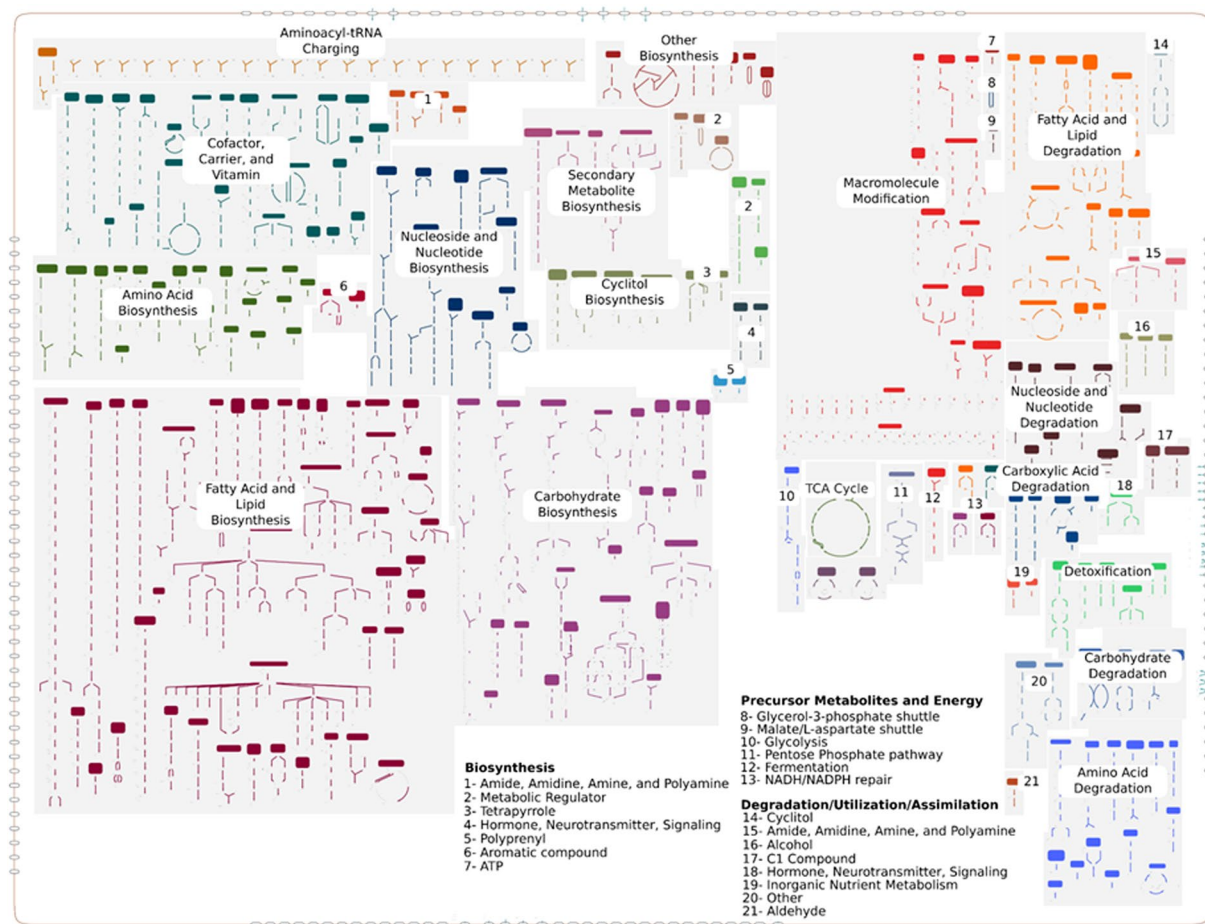 Aminoacyl-tRNA
Charging
Other
Biosynthesis
7
14
1
8
2
9
Cofactor,
Carrier, and
Vitamin
Fatty Acid and
Lipid
Degradation
Secondary
Metabolite
Biosynthesis
Macromolecule
Modification
2
Nucleoside and
Nucleotide
Biosynthesis
15
6
3
Amino Acid
Biosynthesis
Cyclitol
Biosynthesis
4
16
5
Nucleoside and
Nucleotide
Degradation
17
Fatty Acid and
Lipid
Biosynthesis
Carbohydrate
Biosynthesis
10
TCA Cycle
11
12
13
Carboxylic Acid
Degradation
18
19
Detoxification
Carbohydrate
Degradation
20
21
Amino Acid
Degradation
Biosynthesis
1- Amide, Amidine, Amine, and Polyamine
2- Metabolic Regulator
3- Tetrapyrrole
4- Hormone, Neurotransmitter, Signaling
5- Polyprenyl
6- Aromatic compound
7- ATP
Precursor Metabolites and Energy
8- Glycerol-3-phosphate shuttle
9- Malate/L-aspartate shuttle
10- Glycolysis
11- Pentose Phosphate pathway
12- Fermentation
13- NADH/NADPH repair
Degradation/Utilization/Assimilation
14- Cyclitol
15- Amide, Amidine, Amine, and Polyamine
16- Alcohol
17- C1 Compound
18- Hormone, Neurotransmitter, Signaling
19- Inorganic Nutrient Metabolism
20- Other
21- Aldehyde